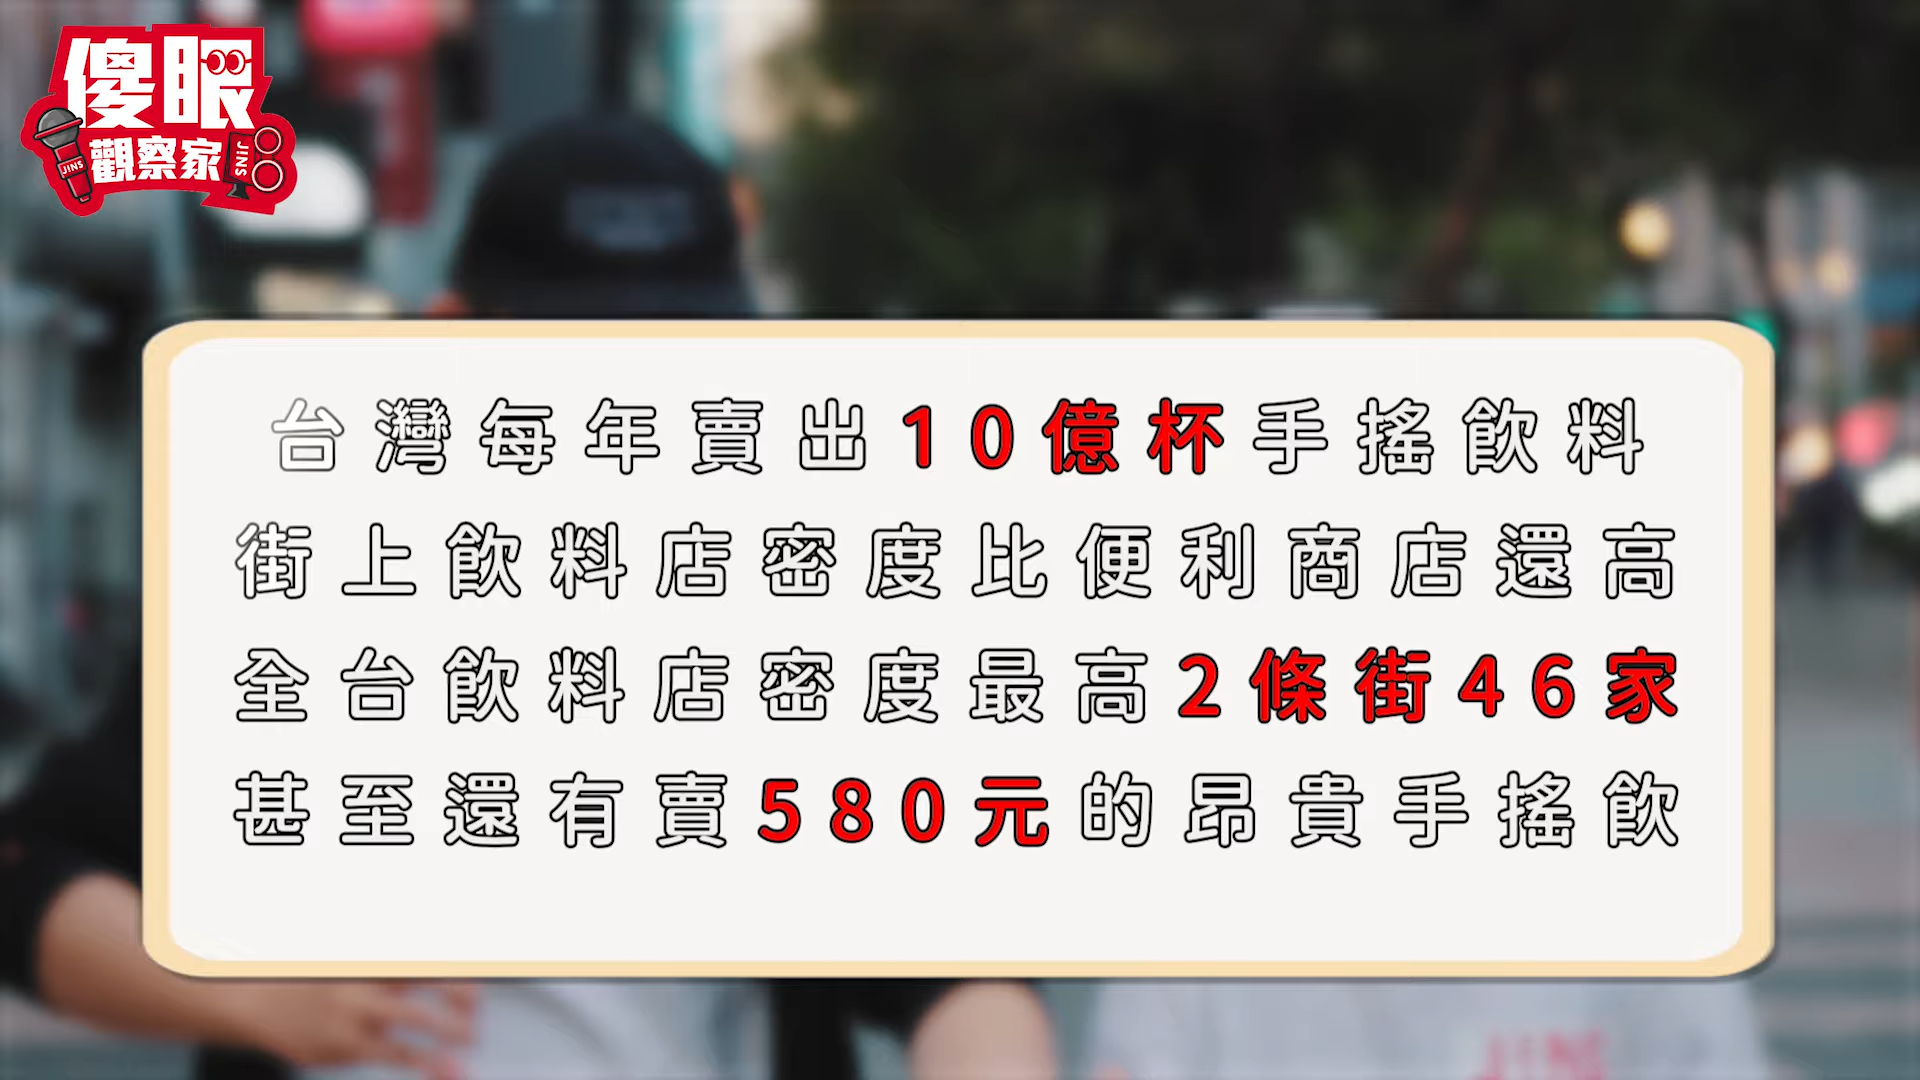 傻眼
觀察家
JINS
JINS
台灣每年賣出10億杯手搖飲料
街上飲料店密度比便利商店還高
全台飲料店密度最高2條街46家
甚至還有賣580元的昂貴手搖飲
JINS